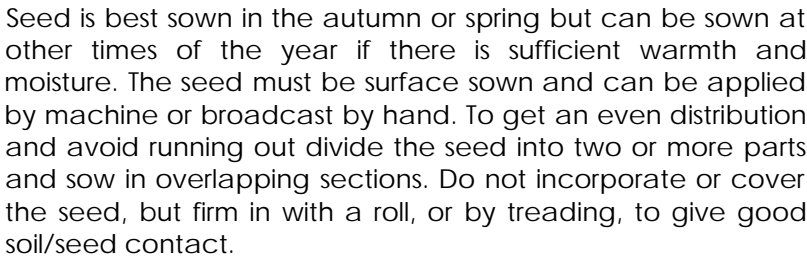 Seed is best sown in the autumn or spring but can be sown at
other times of the year if there is sufficient warmth and
moisture. The seed must be surface sown and can be applied
by machine or broadcast by hand. To get an even distribution
and avoid running out divide the seed into two or more parts
and sow in overlapping sections. Do not incorporate or cover
the seed, but firm in with a roll, or by treading, to give good
soil/seed contact.